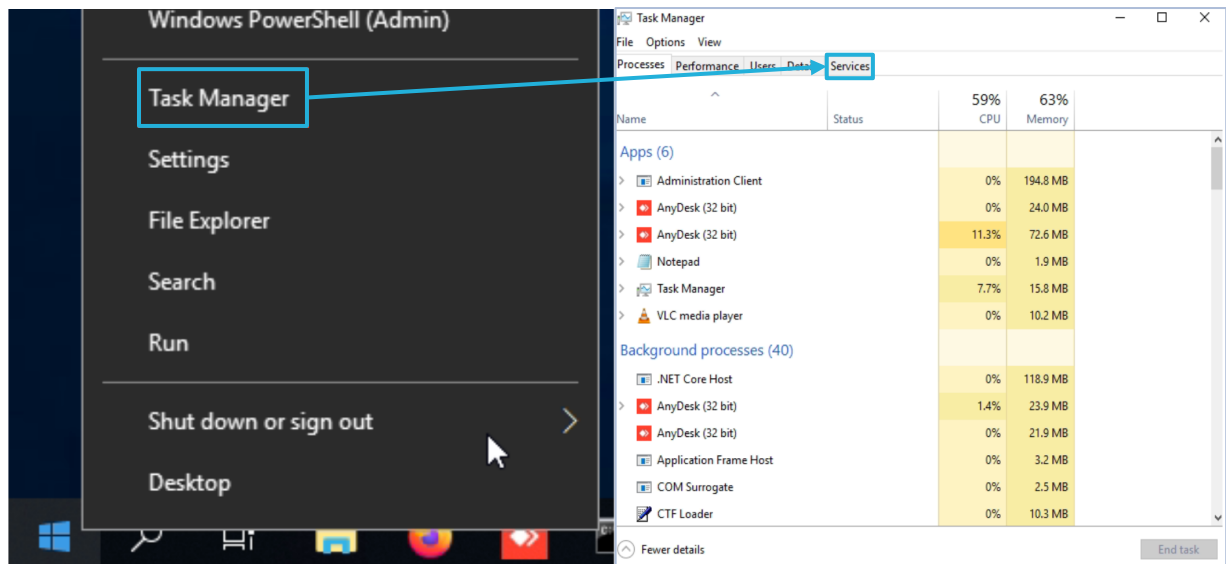 Windows PowerShell (Admin)
Task Manager
Settings
File Explorer
Search
Run
Shut down or sign out
Desktop
Task Manager
File Options View
Processes Performance Users Services
59% 63%
Name Status CPU Memory
Apps (6)
Administration Client 0% 194.8 MB
AnyDesk (32 bit) 0% 24.0 MB
AnyDesk (32 bit) 11.3% 72.6 MB
Notepad 0% 1.9 MB
Task Manager 7.7% 15.8 MB
VLC media player 0% 10.2 MB
Background processes (40)
.NET Core Host 0% 118.9 MB
AnyDesk (32 bit) 1.4% 23.9 MB
AnyDesk (32 bit) 0% 21.9 MB
Application Frame Host 0% 3.2 MB
COM Surrogate 0% 2.5 MB
CTF Loader 0% 10.3 MB
Fewer details End task